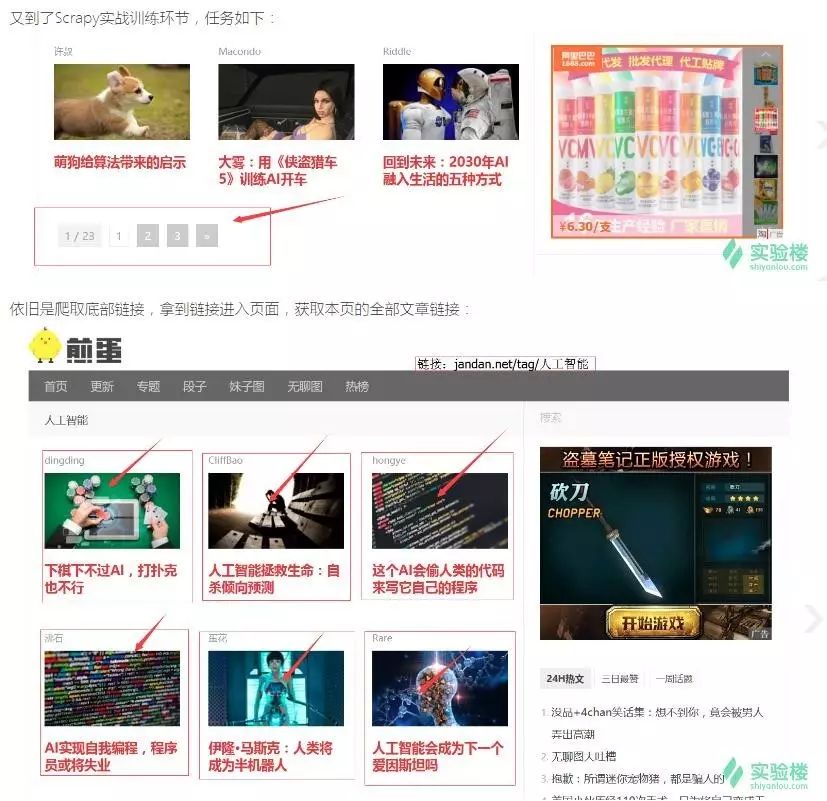 又到了Scrapy实战训练环节，任务如下：
许叔
Macondo
Riddle
萌狗给算法带来的启示
大雾：用《侠盗猎车
5》训练AI开车
回到未来：2030年AI
融入生活的五种方式
1 / 23
1
2
3
»
阿里巴巴
1688.com
代发 批发代理 代工贴牌
¥6.30/支
生产经验 厂家直销
广告
实验楼
shiyanlou.com
依旧是爬取底部链接，拿到链接进入页面，获取本页的全部文章链接：
煎蛋
链接：jandan.net/tag/人工智能
首页 更新 专题 段子 妹子图 无聊图 热榜
人工智能
搜索
dingding
CliffBao
hongye
下棋下不过AI，打扑克
也不行
人工智能拯救生命：自
杀倾向预测
这个AI会偷人类的代码
来写它自己的程序
盗墓笔记正版授权游戏！
砍刀
CHOPPER
开始游戏
广告
沸石
蛋花
Rare
AI实现自我编程，程序
员或将失业
伊隆·马斯克：人类将
成为半机器人
人工智能会成为下一个
爱因斯坦吗
24H热文 三日最赞 一周话题
1. 没品+4chan笑话集：想不到你，竟会被男人
弄出高潮
2. 无聊图大吐槽
3. 抱歉：所谓迷你宠物猪，都是骗人的
实验楼
shiyanlou.com